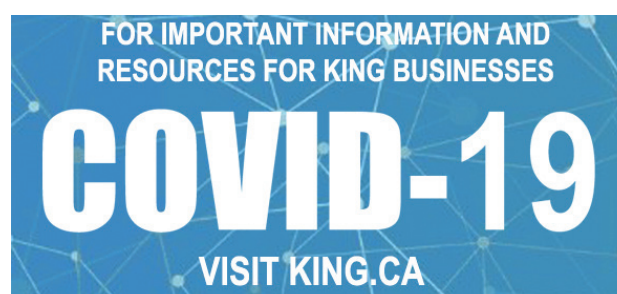 FOR IMPORTANT INFORMATION AND
RESOURCES FOR KING BUSINESSES
COVID-19
VISIT KING.CA